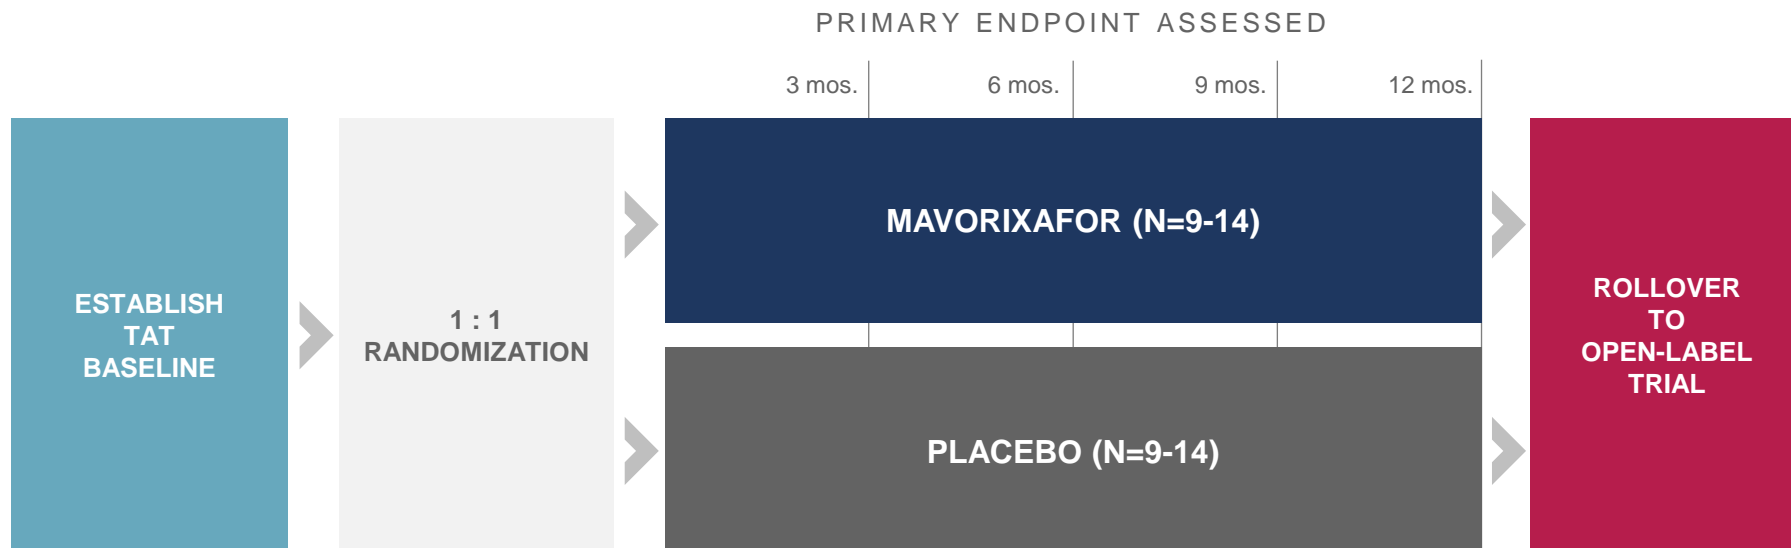 PRIMARY ENDPOINT ASSESSED
3 mos.
6 mos.
9 mos.
12 mos.
ESTABLISH
TAT
BASELINE
1 : 1
RANDOMIZATION
MAVORIXAFOR (N=9-14)
PLACEBO (N=9-14)
ROLLOVER
TO
OPEN-LABEL
TRIAL